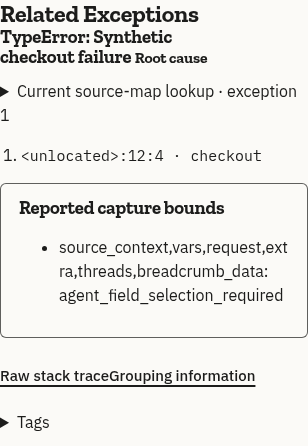 Related Exceptions
TypeError: Synthetic
checkout failure Root cause
▶ Current source-map lookup · exception
1
1. <unlocated>:12:4 · checkout
Reported capture bounds
• source_context,vars,request,ext
ra,threads,breadcrumb_data:
agent_field_selection_required
Raw stack traceGrouping information
▶ Tags